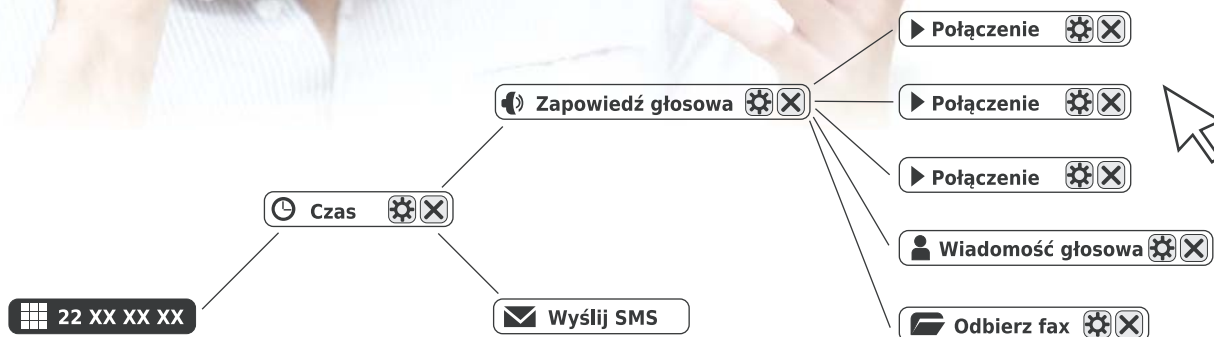 Połączenie
Zapowiedź głosowa
Połączenie
Połączenie
Czas
Wiadomość głosowa
22 XX XX XX
Wyślij SMS
Odbierz fax